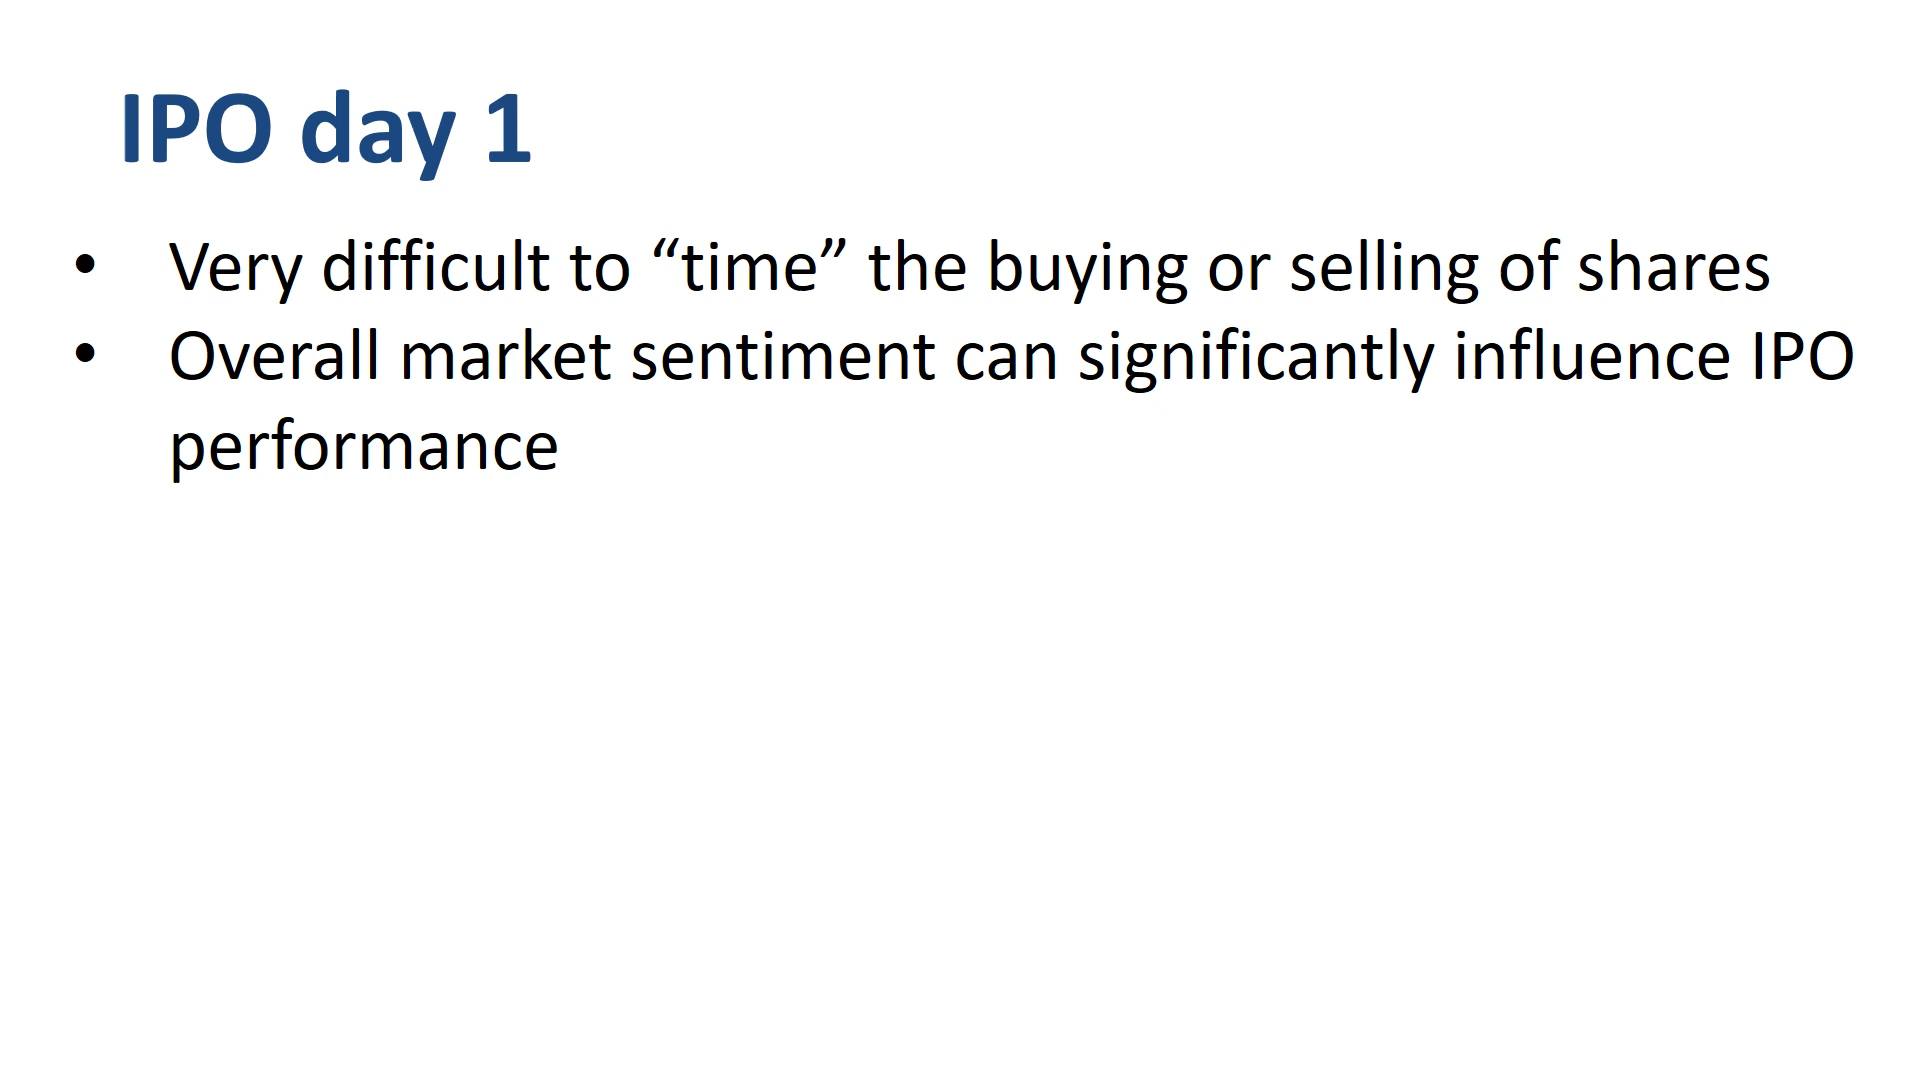 IPO day 1
• Very difficult to “time” the buying or selling of shares
• Overall market sentiment can significantly influence IPO
performance